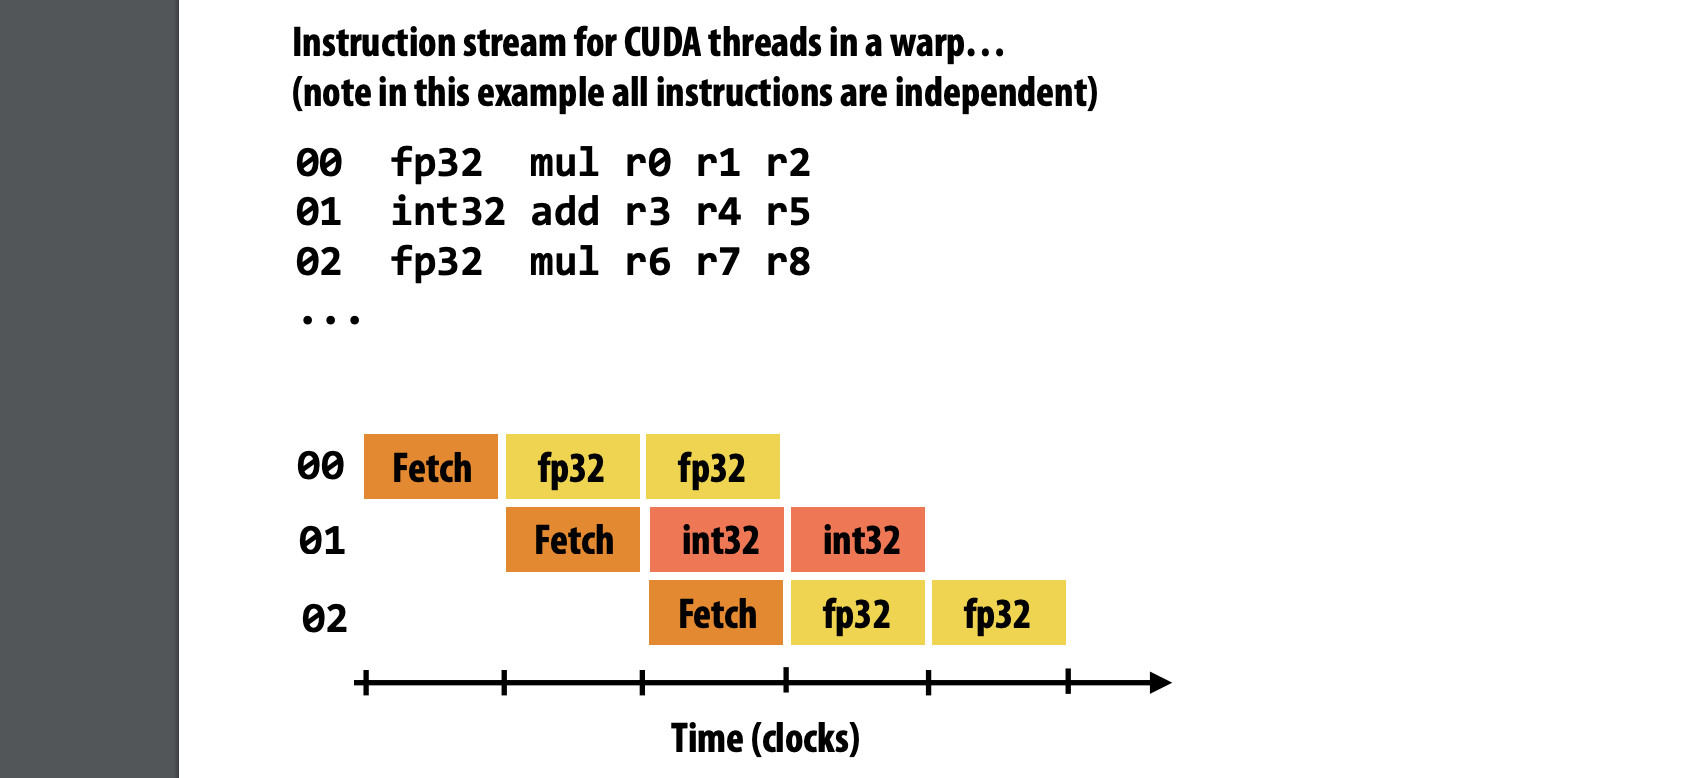 Instruction stream for CUDA threads in a warp…
(note in this example all instructions are independent)
00 fp32 mul r0 r1 r2
01 int32 add r3 r4 r5
02 fp32 mul r6 r7 r8
...
00 Fetch fp32 fp32
01 Fetch int32 int32
02 Fetch fp32 fp32
Time (clocks)